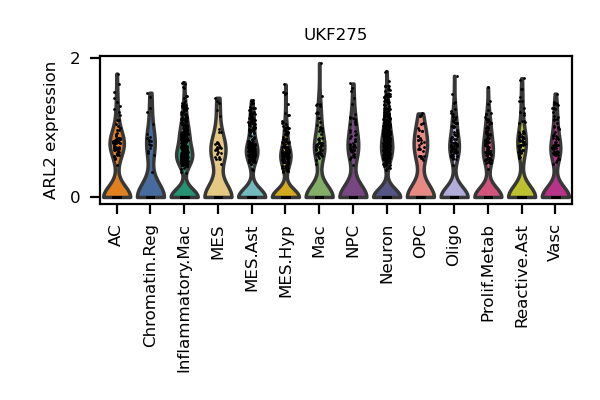 UKF275
ARL2 expression
2
0
AC
Chromatin.Reg
Inflammatory.Mac
MES
MES.Ast
MES.Hyp
Mac
NPC
Neuron
OPC
Oligo
Prolif.Metab
Reactive.Ast
Vasc